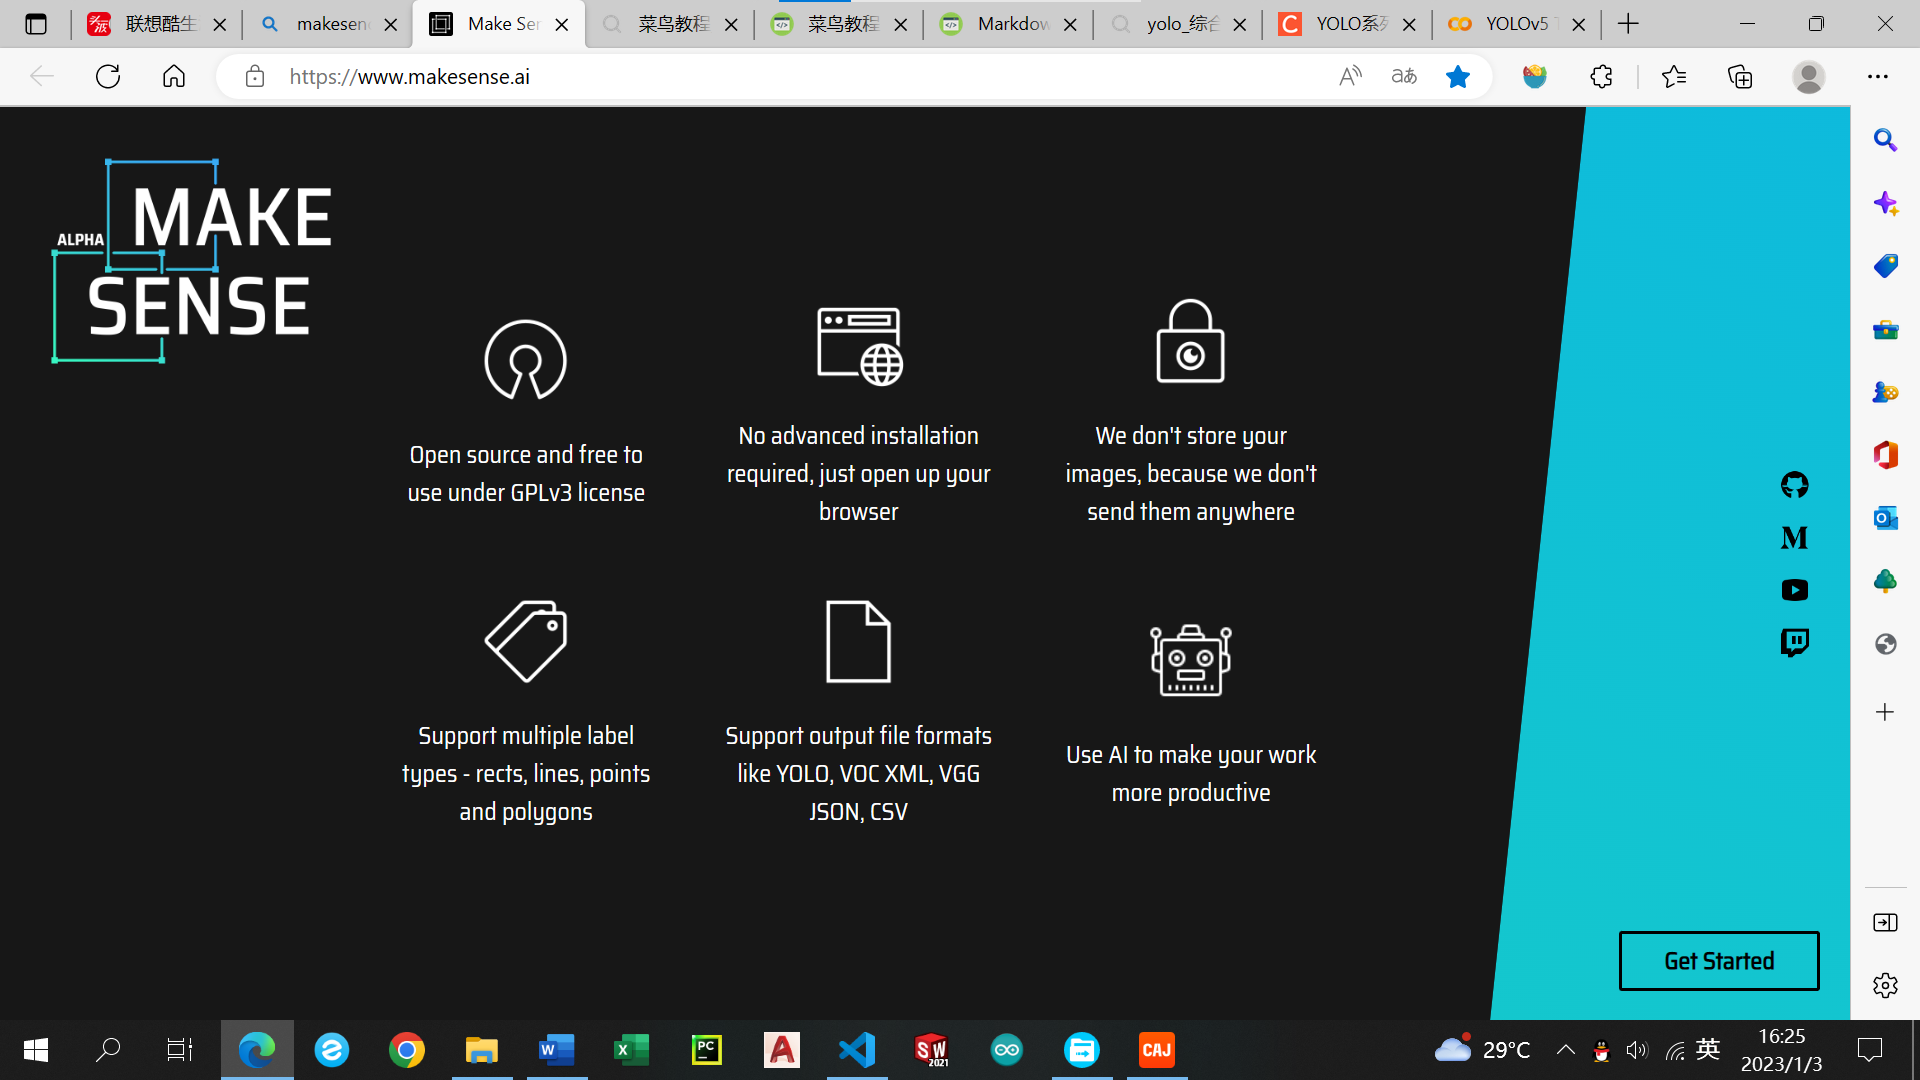 联想酷生
makesens
Make Sen
菜鸟教程
菜鸟教程
Markdow
yolo_综合
YOLO系列
YOLOv5 T
https://www.makesense.ai
ALPHA
MAKE
SENSE
Open source and free to
use under GPLv3 license
No advanced installation
required, just open up your
browser
We don't store your
images, because we don't
send them anywhere
Support multiple label
types - rects, lines, points
and polygons
Support output file formats
like YOLO, VOC XML, VGG
JSON, CSV
Use AI to make your work
more productive
Get Started
29°C
英
16:25
2023/1/3